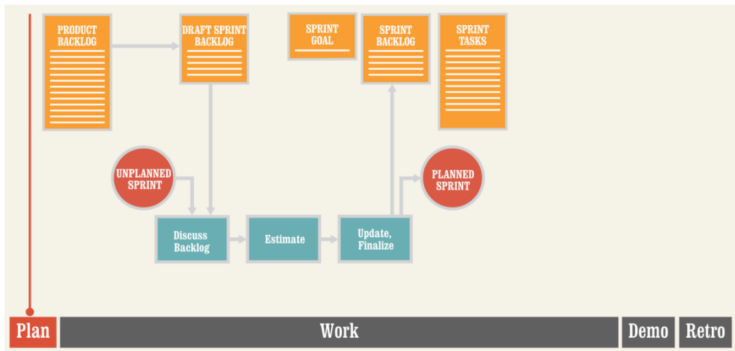 PRODUCT
BACKLOG
DRAFT SPRINT
BACKLOG
SPRINT
GOAL
SPRINT
BACKLOG
SPRINT
TASKS
UNPLANNED
SPRINT
PLANNED
SPRINT
Discuss
Backlog
Estimate
Update,
Finalize
Plan
Work
Demo
Retro